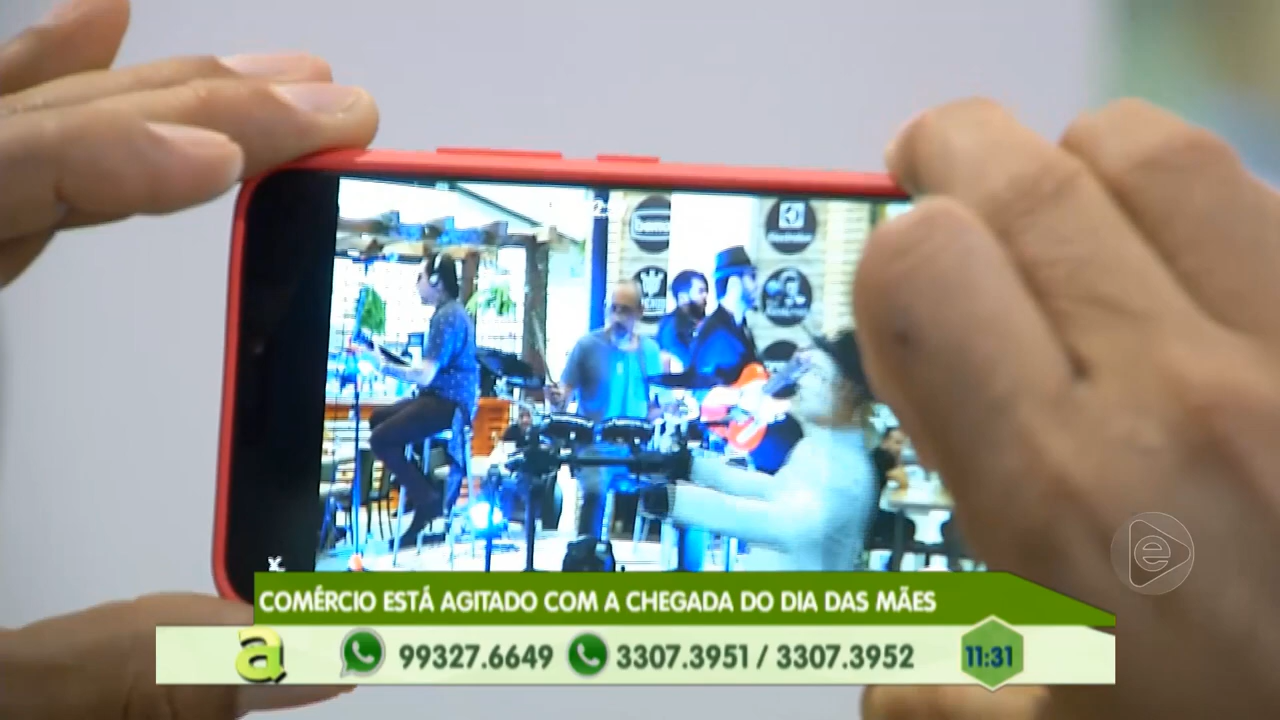 COMÉRCIO ESTÁ AGITADO COM A CHEGADA DO DIA DAS MÃES
a 99327.6649 3307.3951 / 3307.3952 11:31
e